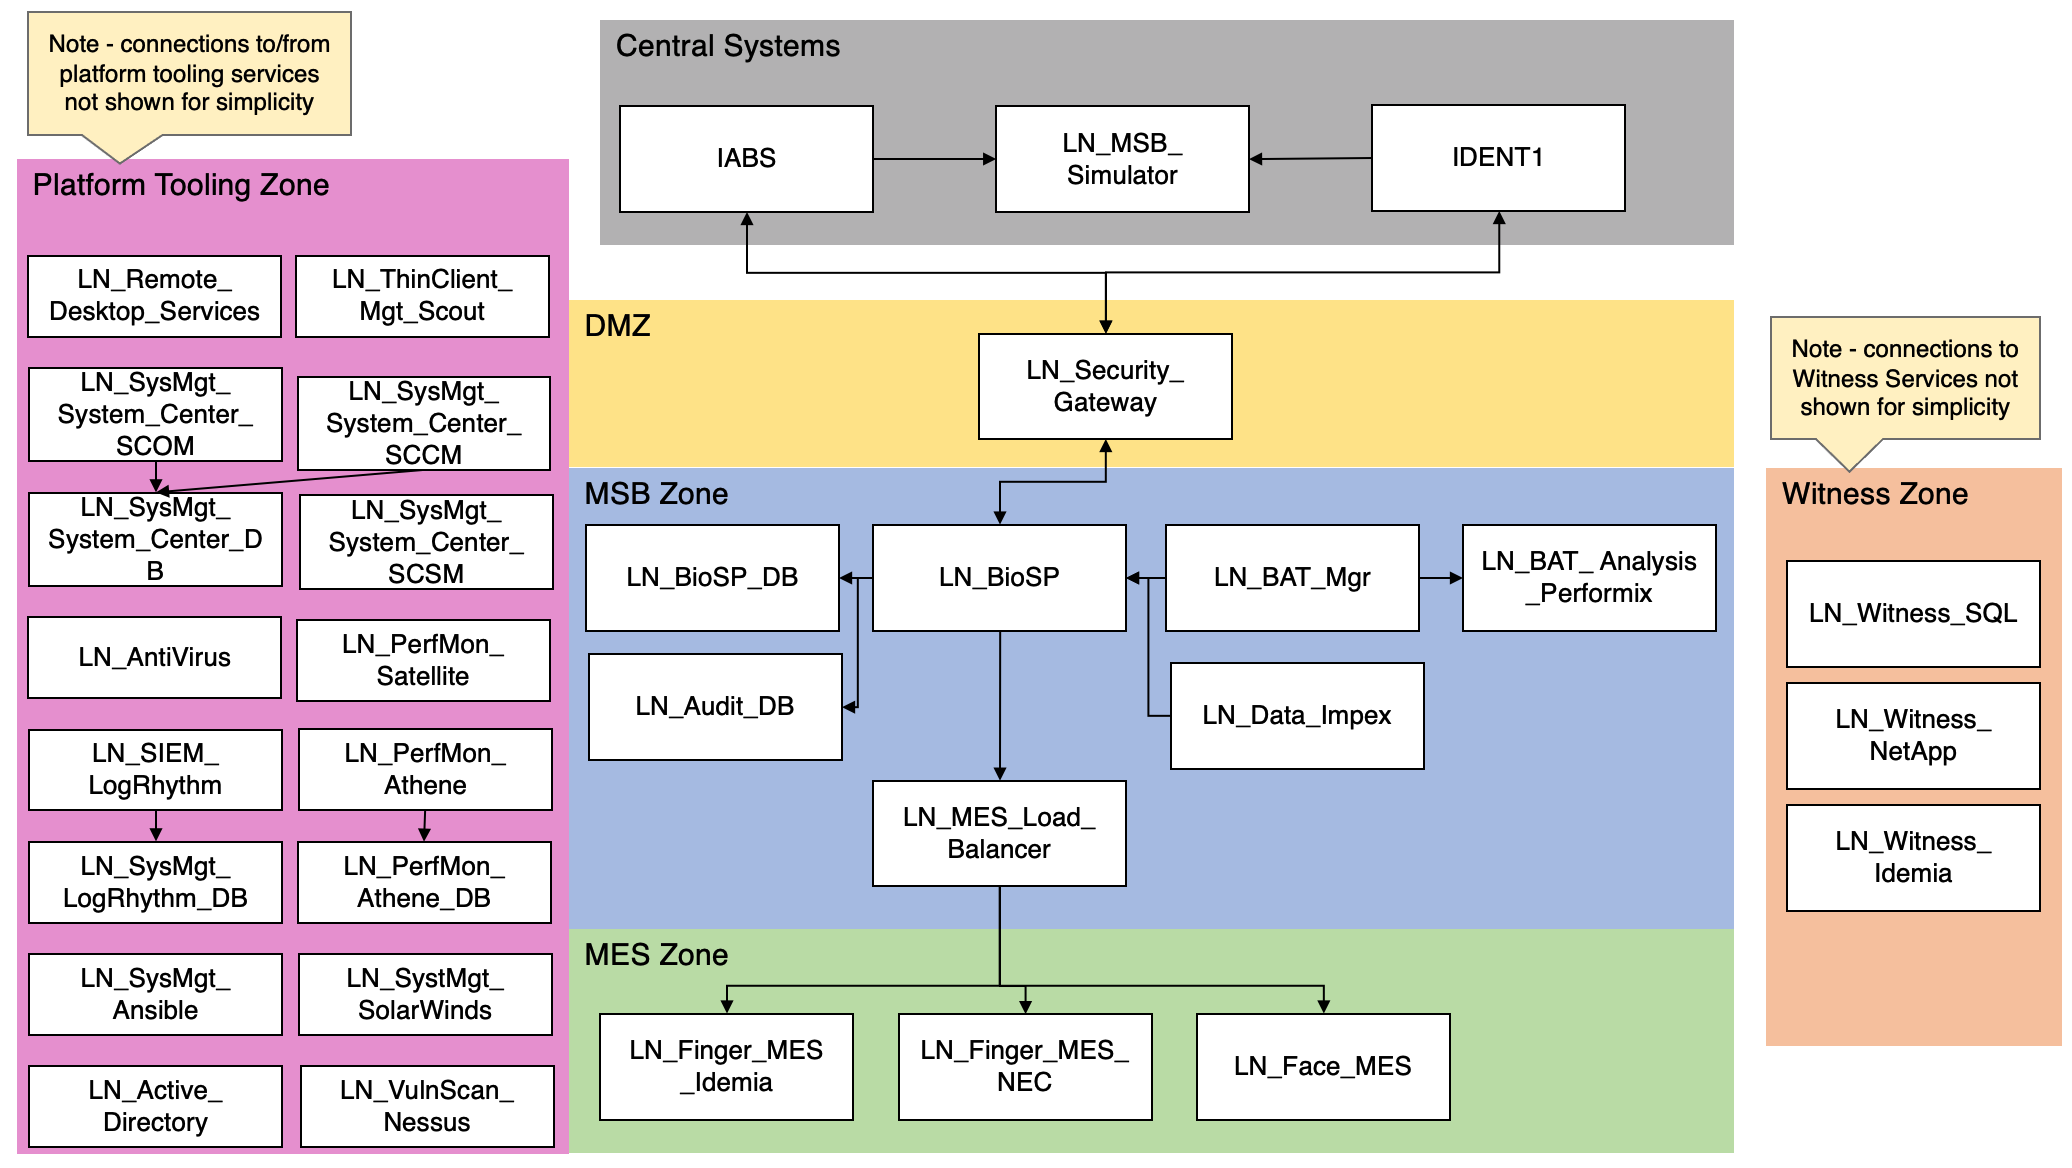 Note - connections to/from
platform tooling services
not shown for simplicity
Central Systems
IABS
LN_MSB_
Simulator
IDENT1
Platform Tooling Zone
LN_Remote_
Desktop_Services
LN_ThinClient_
Mgt_Scout
LN_SysMgt_
System_Center_
SCOM
LN_SysMgt_
System_Center_
SCCM
LN_SysMgt_
System_Center_D
B
LN_SysMgt_
System_Center_
SCSM
LN_AntiVirus
LN_PerfMon_
Satellite
LN_SIEM_
LogRhythm
LN_PerfMon_
Athene
LN_SysMgt_
LogRhythm_DB
LN_PerfMon_
Athene_DB
LN_SysMgt_
Ansible
LN_SystMgt_
SolarWinds
LN_Active_
Directory
LN_VulnScan_
Nessus
DMZ
LN_Security_
Gateway
MSB Zone
LN_BioSP_DB
LN_BioSP
LN_BAT_Mgr
LN_BAT_ Analysis
_Performix
LN_Audit_DB
LN_Data_Impex
LN_MES_Load_
Balancer
MES Zone
LN_Finger_MES
_Idemia
LN_Finger_MES_
NEC
LN_Face_MES
Note - connections to
Witness Services not
shown for simplicity
Witness Zone
LN_Witness_SQL
LN_Witness_
NetApp
LN_Witness_
Idemia